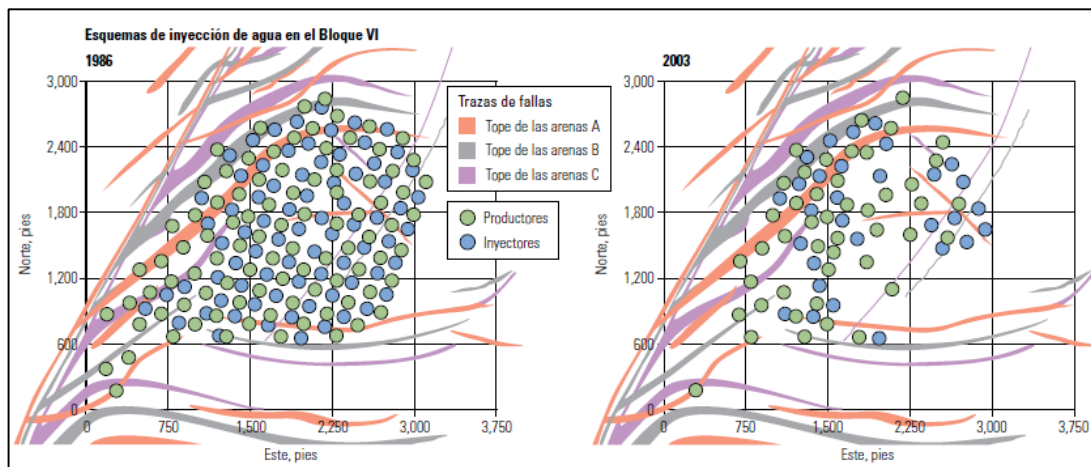 Esquemas de inyección de agua en el Bloque VI
1986
2003
3,000
2,400
1,800
1,200
600
0
Norte, pies
0 750 1,500 2,250 3,000 3,750
Este, pies
Trazas de fallas
Tope de las arenas A
Tope de las arenas B
Tope de las arenas C
Productores
Inyectores
3,000
2,400
1,800
1,200
600
0
Norte, pies
0 750 1,500 2,250 3,000 3,750
Este, pies